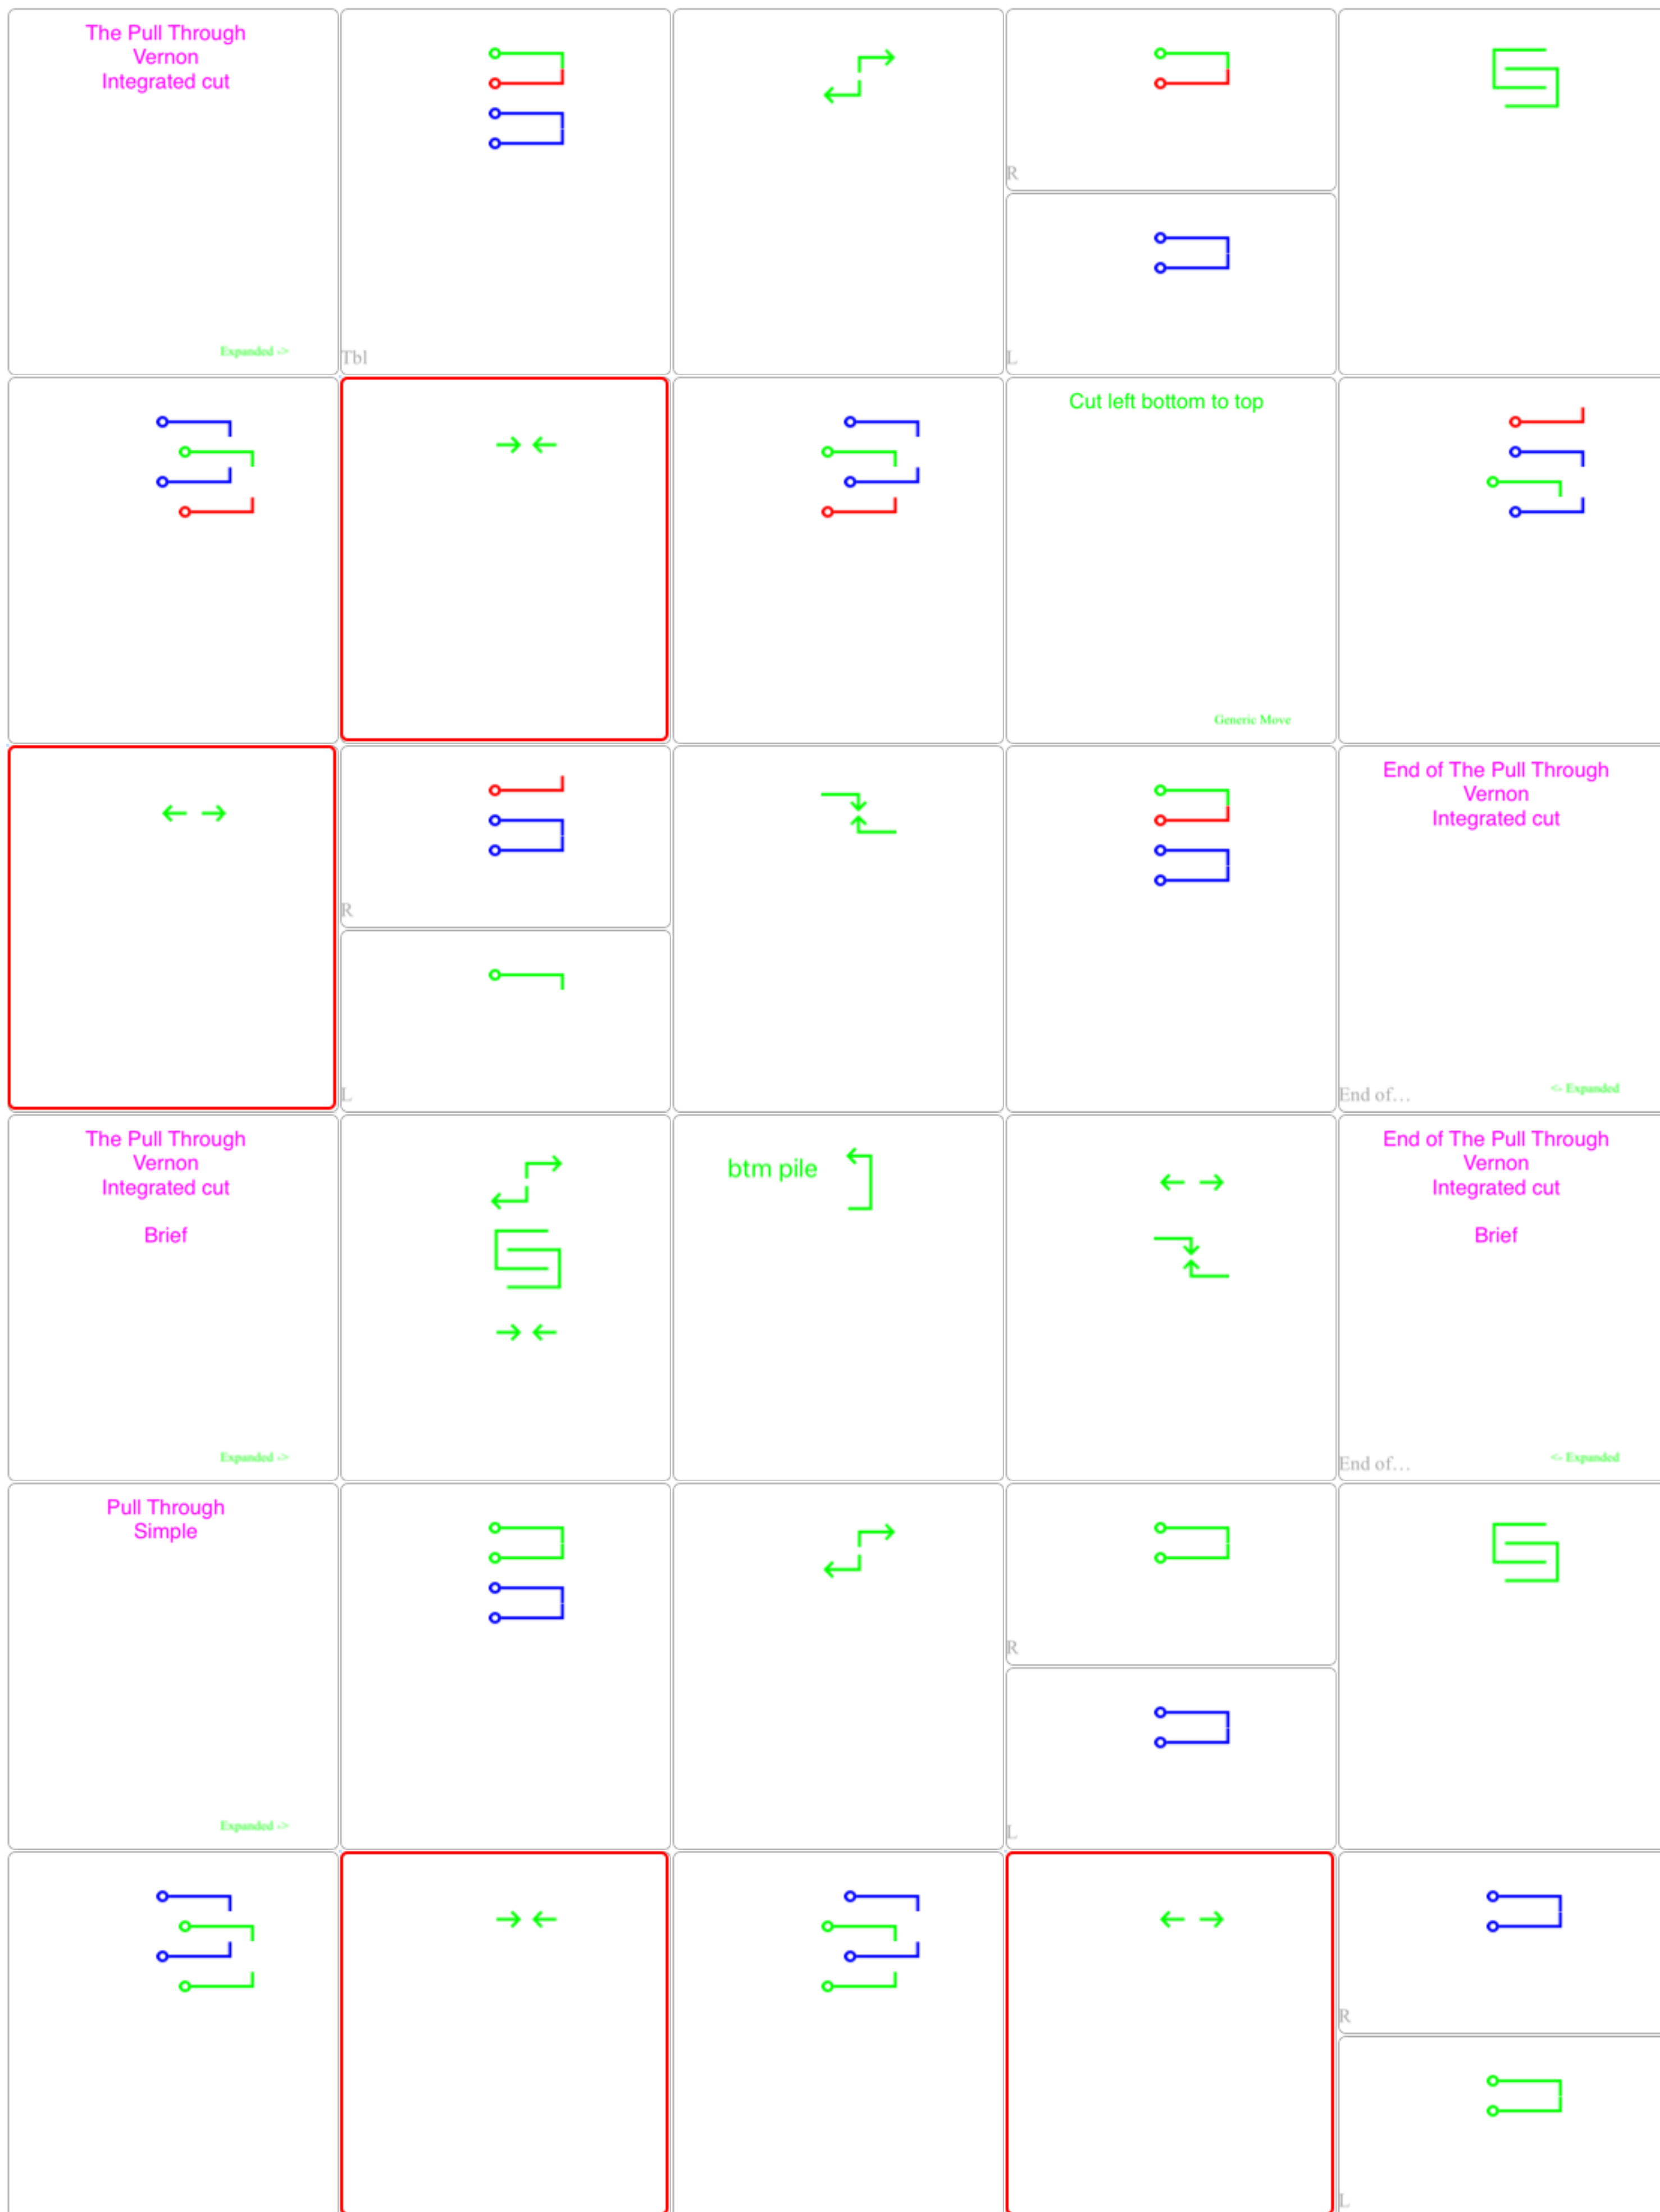 The Pull Through
Vernon
Integrated cut
Expanded ->
Tbl
R
L
Cut left bottom to top
Generic Move
R
L
End of The Pull Through
Vernon
Integrated cut
End of...
<- Expanded
The Pull Through
Vernon
Integrated cut
Brief
Expanded ->
btm pile
End of The Pull Through
Vernon
Integrated cut
Brief
End of...
<- Expanded
Pull Through
Simple
Expanded ->
R
L
R
L